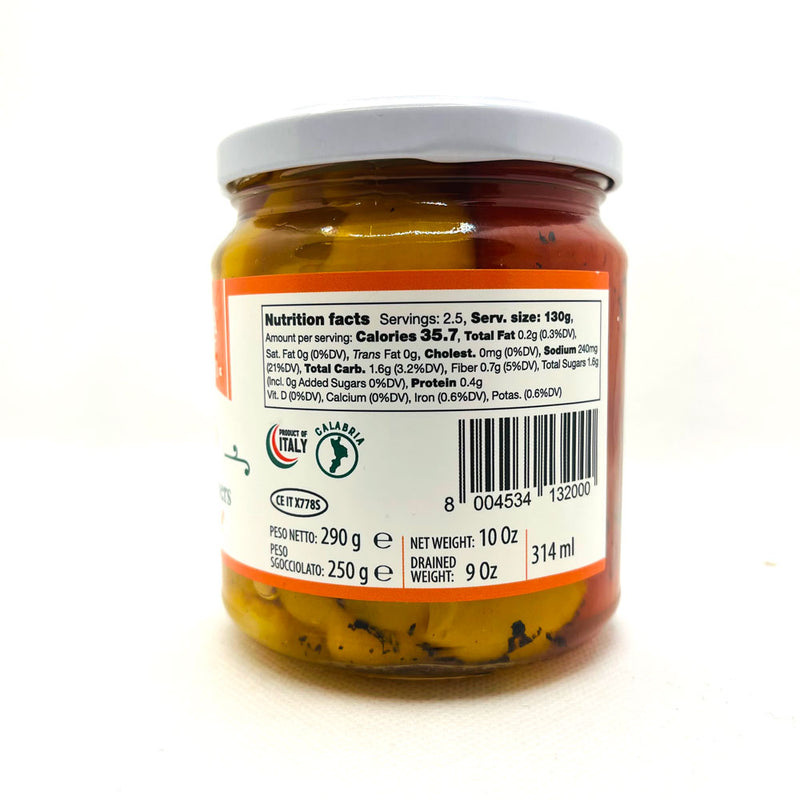 Nutrition facts Servings: 2.5, Serv. size: 130g,
Amount per serving: Calories 35.7, Total Fat 0.2g (0.3%DV),
Sat. Fat 0g (0%DV), Trans Fat 0g, Cholest. 0mg (0%DV), Sodium 240mg
(21%DV), Total Carb. 1.6g (3.2%DV), Fiber 0.7g (5%DV), Total Sugars 1.6g
(Incl. 0g Added Sugars 0%DV), Protein 0.4g
Vit. D (0%DV), Calcium (0%DV), Iron (0.6%DV), Potas. (0.6%DV)
PRODUCT OF
ITALY
CALABRIA
8 004534 132000
CE IT X778S
PESO NETTO: 290 g e
PESO
SGOCCIOLATO: 250 g e
NET WEIGHT: 10 Oz
DRAINED
WEIGHT: 9 Oz
314 ml